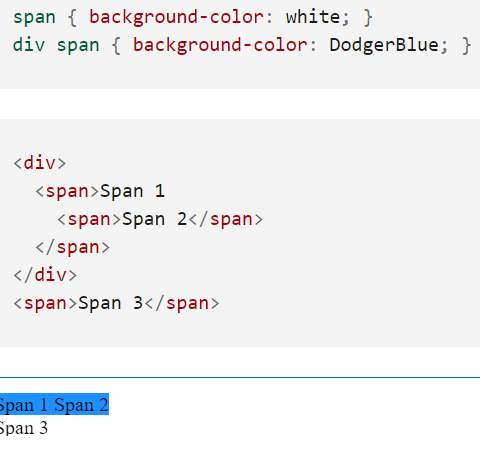 span { background-color: white; }
div span { background-color: DodgerBlue; }
<div>
  <span>Span 1
    <span>Span 2</span>
  </span>
</div>
<span>Span 3</span>
Span 1 Span 2
Span 3